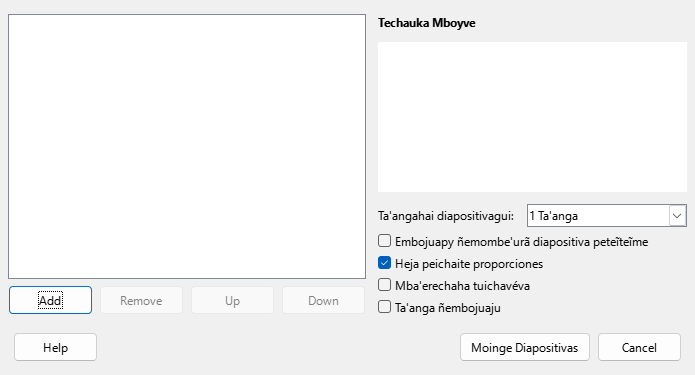 Techauka Mboyve
Ta'angahai diapositivagui:
1 Ta'anga
Embojuapy ñemombe'urã diapositiva peteĩteĩme
Heja peichaite proporciones
Mba'erechaha tuichavéva
Ta'anga ñembojuaju
Add
Remove
Up
Down
Help
Moinge Diapositivas
Cancel